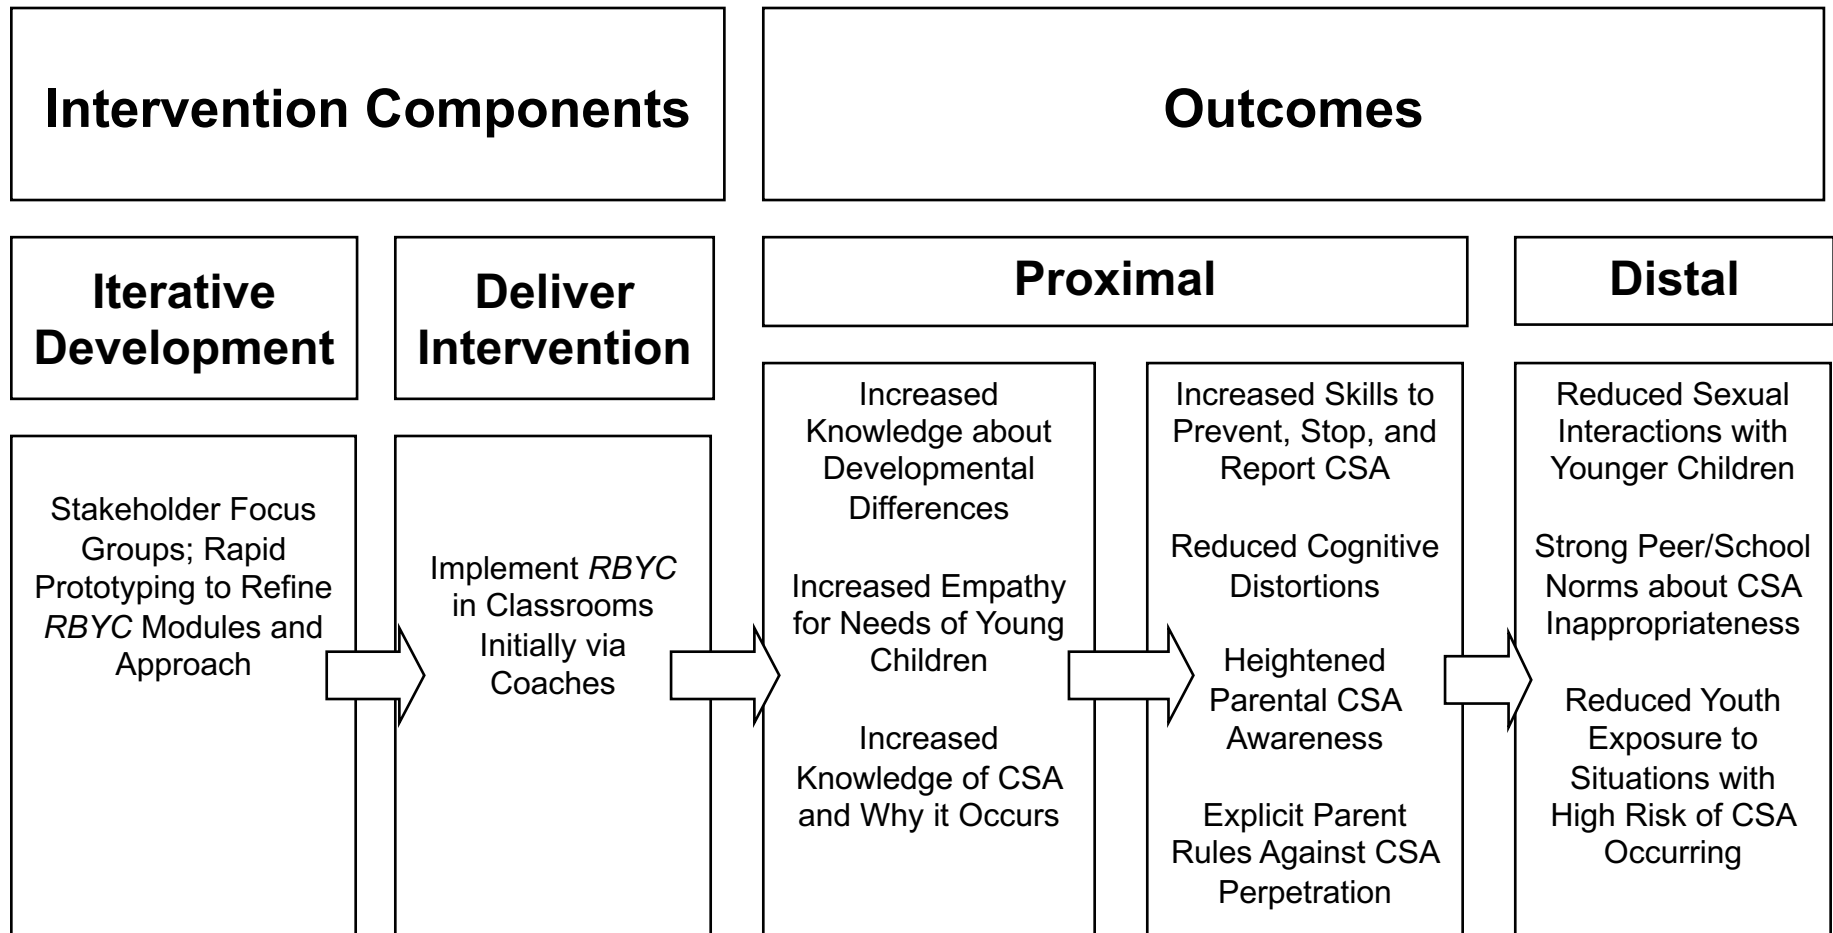 Intervention Components
Outcomes
Iterative
Development
Deliver
Intervention
Proximal
Distal
Stakeholder Focus
Groups; Rapid
Prototyping to Refine
RBYC Modules and
Approach
Implement RBYC
in Classrooms
Initially via
Coaches
Increased
Knowledge about
Developmental
Differences
Increased Empathy
for Needs of Young
Children
Increased
Knowledge of CSA
and Why it Occurs
Increased Skills to
Prevent, Stop, and
Report CSA
Reduced Cognitive
Distortions
Heightened
Parental CSA
Awareness
Explicit Parent
Rules Against CSA
Perpetration
Reduced Sexual
Interactions with
Younger Children
Strong Peer/School
Norms about CSA
Inappropriateness
Reduced Youth
Exposure to
Situations with
High Risk of CSA
Occurring